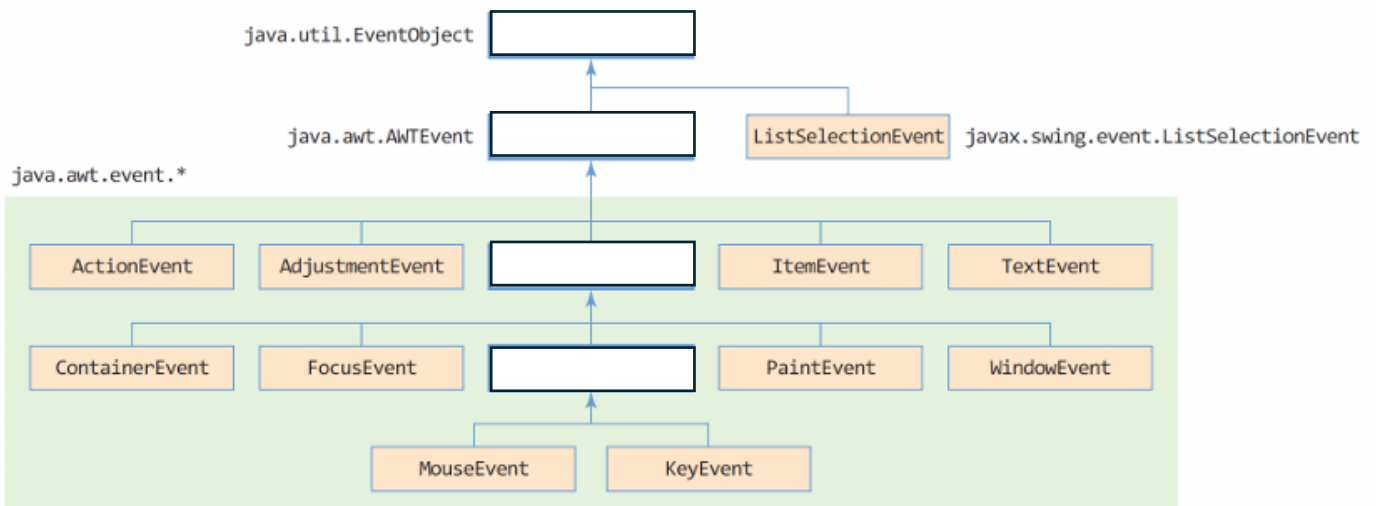 java.util.EventObject
java.awt.AWTEvent
ListSelectionEvent
javax.swing.event.ListSelectionEvent
java.awt.event.*
ActionEvent
AdjustmentEvent
ItemEvent
TextEvent
ContainerEvent
FocusEvent
PaintEvent
WindowEvent
MouseEvent
KeyEvent